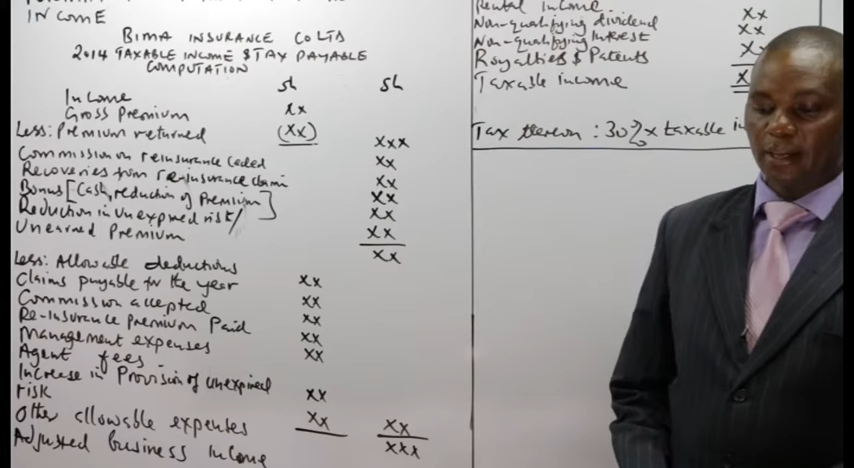 INCOME
BIMA INSURANCE CO LTD
2014 TAXABLE INCOME & TAX PAYABLE
COMPUTATION
sh sh
Income
Gross Premium xx
Less: Premium returned (xx)
xxx
Commission on reinsurance ceded xx
Recoveries from re-insurance claim xx
Bonus [Cash, reduction of Premium] xx
Reduction in unexpired risk/ xx
Unearned Premium xx
xx
Less: Allowable deductions
Claims payable for the year xx
Commission accepted xx
Re-insurance Premium Paid xx
Management expenses xx
Agent fees xx
Increase in Provision of unexpired
risk xx
Other allowable expenses xx xx
Adjusted business Income xxx
Rental Income xx
Non-qualifying dividend xx
Non-qualifying Interest
Royalties & Patents
Taxable income
Tax thereon: 30% x taxable